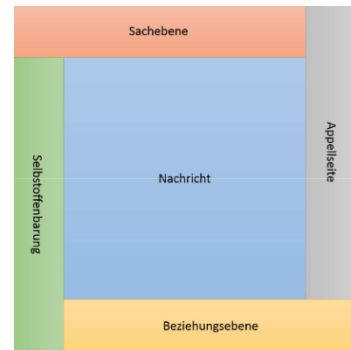 Sachebene
Selbstoffenbarung
Nachricht
Appellseite
Beziehungsebene